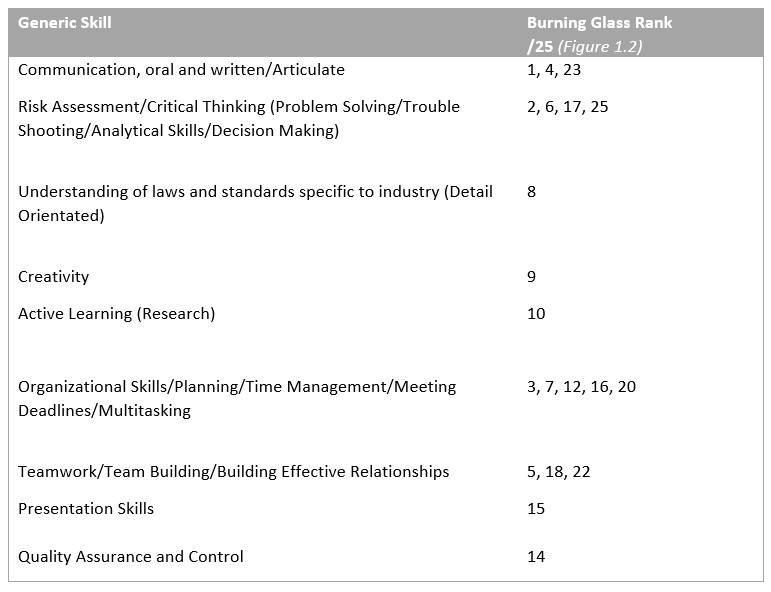 Generic Skill Burning Glass Rank
/25 (Figure 1.2)
Communication, oral and written/Articulate 1, 4, 23
Risk Assessment/Critical Thinking (Problem Solving/Trouble 2, 6, 17, 25
Shooting/Analytical Skills/Decision Making)
Understanding of laws and standards specific to industry (Detail 8
Orientated)
Creativity 9
Active Learning (Research) 10
Organizational Skills/Planning/Time Management/Meeting 3, 7, 12, 16, 20
Deadlines/Multitasking
Teamwork/Team Building/Building Effective Relationships 5, 18, 22
Presentation Skills 15
Quality Assurance and Control 14